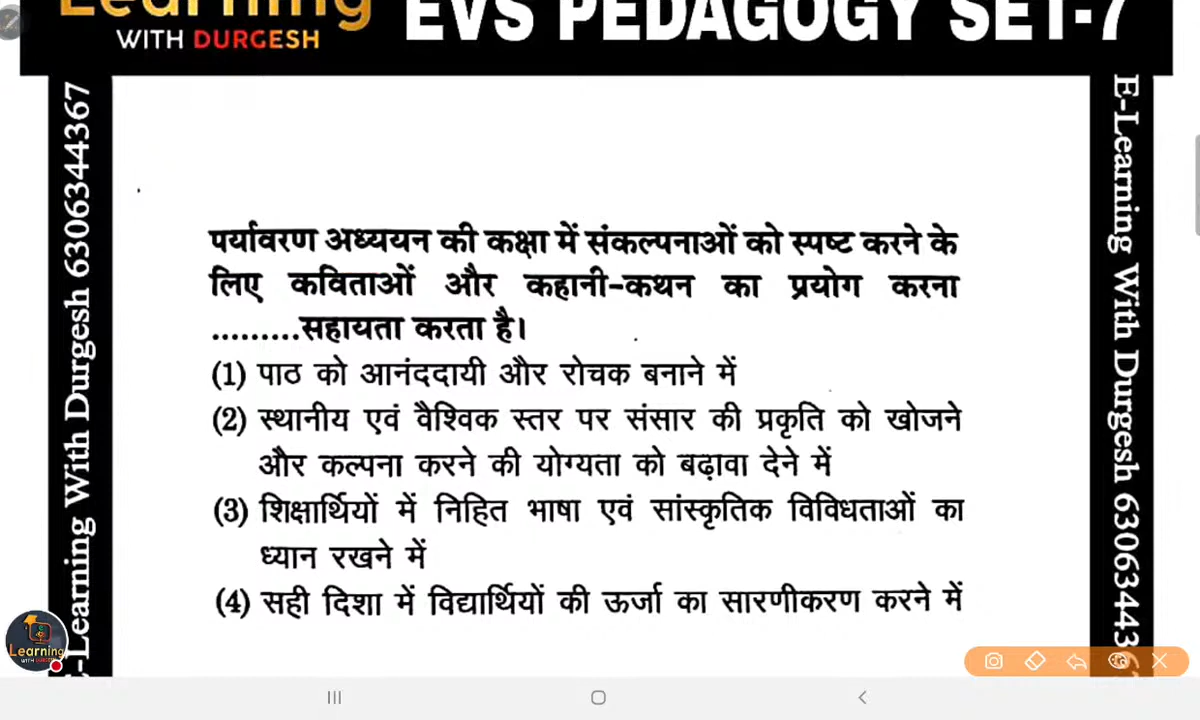 Learning
WITH DURGESH
EVS PEDAGOGY SET-7
E-Learning With Durgesh 6306344367
पर्यावरण अध्ययन की कक्षा में संकल्पनाओं को स्पष्ट करने के
लिए कविताओं और कहानी-कथन का प्रयोग करना
.........सहायता करता है।
(1) पाठ को आनंददायी और रोचक बनाने में
(2) स्थानीय एवं वैश्विक स्तर पर संसार की प्रकृति को खोजने
और कल्पना करने की योग्यता को बढ़ावा देने में
(3) शिक्षार्थियों में निहित भाषा एवं सांस्कृतिक विविधताओं का
ध्यान रखने में
(4) सही दिशा में विद्यार्थियों की ऊर्जा का सारणीकरण करने में
E-Learning With Durgesh 630634436
Learning
WITH DURGESH